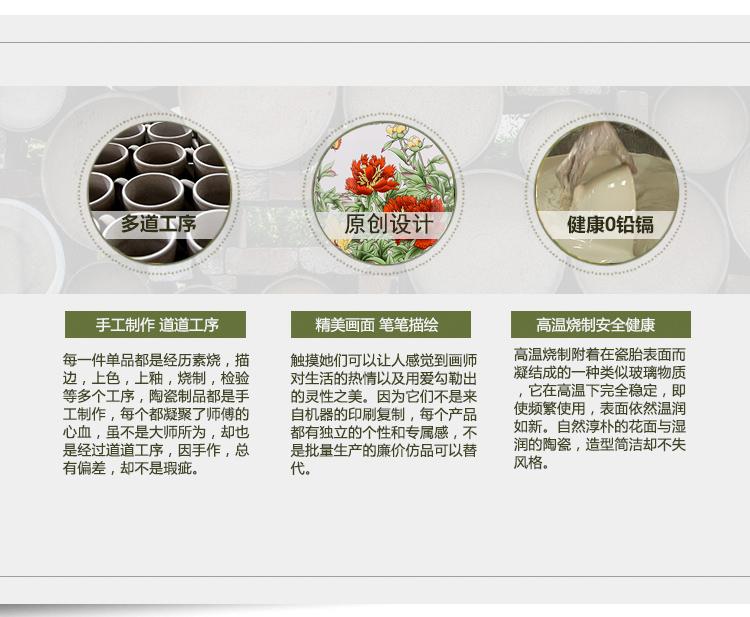 多道工序
原创设计
健康0铅镉
手工制作 道道工序
每一件单品都是经历素烧，描
边，上色，上釉，烧制，检验
等多个工序，陶瓷制品都是手
工制作，每个都凝聚了师傅的
心血，虽不是大师所为，却也
是经过道道工序，因手作，总
有偏差，却不是瑕疵。
精美画面 笔笔描绘
触摸她们可以让人感觉到画师
对生活的热情以及用爱勾勒出
的灵性之美。因为它们不是来
自机器的印刷复制，每个产品
都有独立的个性和专属感，不
是批量生产的廉价仿品可以替
代。
高温烧制安全健康
高温烧制附着在瓷胎表面而
凝结成的一种类似玻璃物质
，它在高温下完全稳定，即
使频繁使用，表面依然温润
如新。自然淳朴的花面与湿
润的陶瓷，造型简洁却不失
风格。